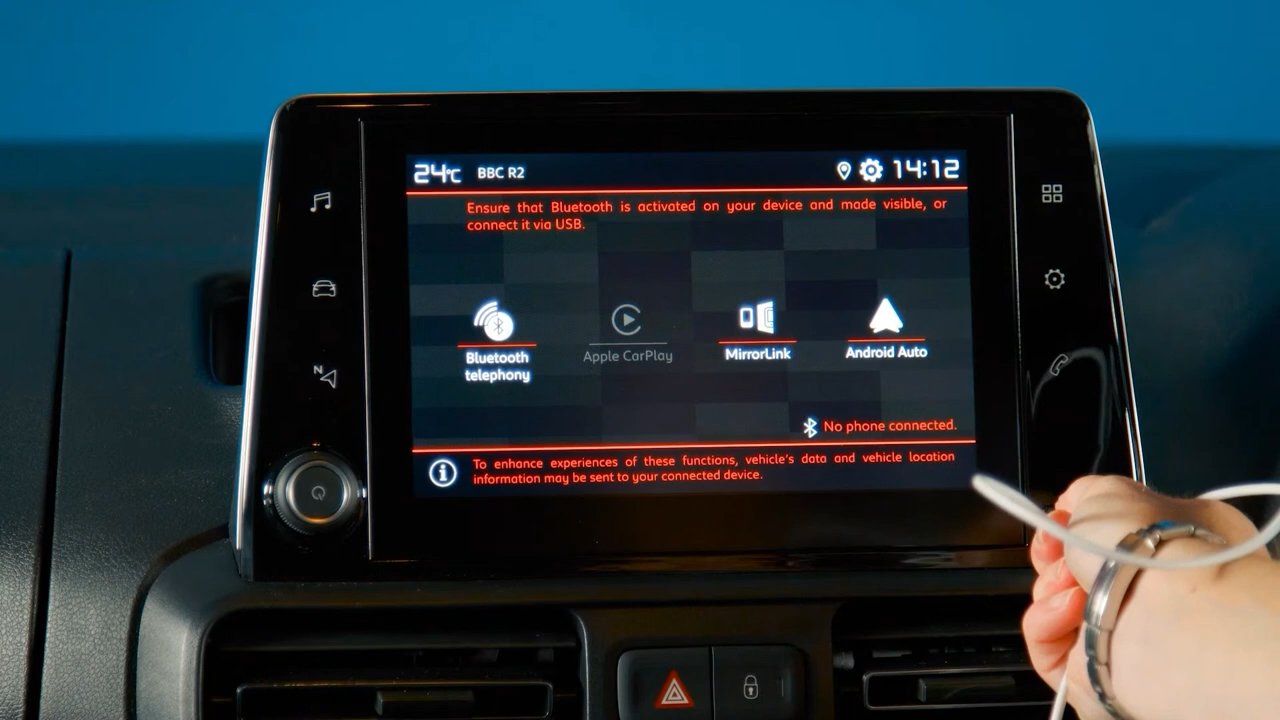 24°C BBC R2 14:12
Ensure that Bluetooth is activated on your device and made visible, or
connect it via USB.
Bluetooth
telephony
Apple CarPlay
MirrorLink
Android Auto
No phone connected.
To enhance experiences of these functions, vehicle's data and vehicle location
information may be sent to your connected device.
N